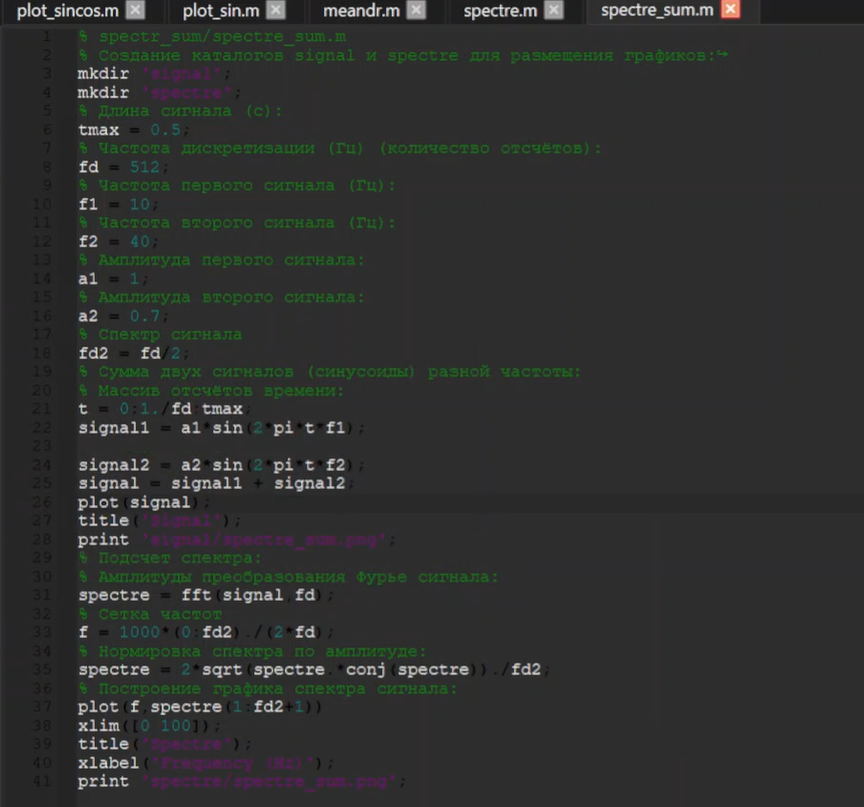 plot_sincos.m plot_sin.m meandr.m spectre.m spectre_sum.m
1 % spectr_sum/spectre_sum.m
2 % Создание каталогов signal и spectre для размещения графиков:↪
3 mkdir 'signal';
4 mkdir 'spectre';
5 % Длина сигнала (с):
6 tmax = 0.5;
7 % Частота дискретизации (Гц) (количество отсчётов):
8 fd = 512;
9 % Частота первого сигнала (Гц):
10 f1 = 10;
11 % Частота второго сигнала (Гц):
12 f2 = 40;
13 % Амплитуда первого сигнала:
14 a1 = 1;
15 % Амплитуда второго сигнала:
16 a2 = 0.7;
17 % Спектр сигнала
18 fd2 = fd/2;
19 % Сумма двух сигналов (синусоиды) разной частоты:
20 % Массив отсчётов времени:
21 t = 0:1./fd:tmax;
22 signal1 = a1*sin(2*pi*t*f1);
23
24 signal2 = a2*sin(2*pi*t*f2);
25 signal = signal1 + signal2;
26 plot(signal);
27 title('Signal');
28 print 'signal/spectre_sum.png';
29 % Подсчет спектра:
30 % Амплитуды преобразования Фурье сигнала:
31 spectre = fft(signal,fd);
32 % Сетка частот
33 f = 1000*(0:fd2)./(2*fd);
34 % Нормировка спектра по амплитуде:
35 spectre = 2*sqrt(spectre.*conj(spectre))./fd2;
36 % Построение графика спектра сигнала:
37 plot(f,spectre(1:fd2+1))
38 xlim([0 100]);
39 title('Spectre');
40 xlabel('Frequency (Hz)');
41 print 'spectre/spectre_sum.png';